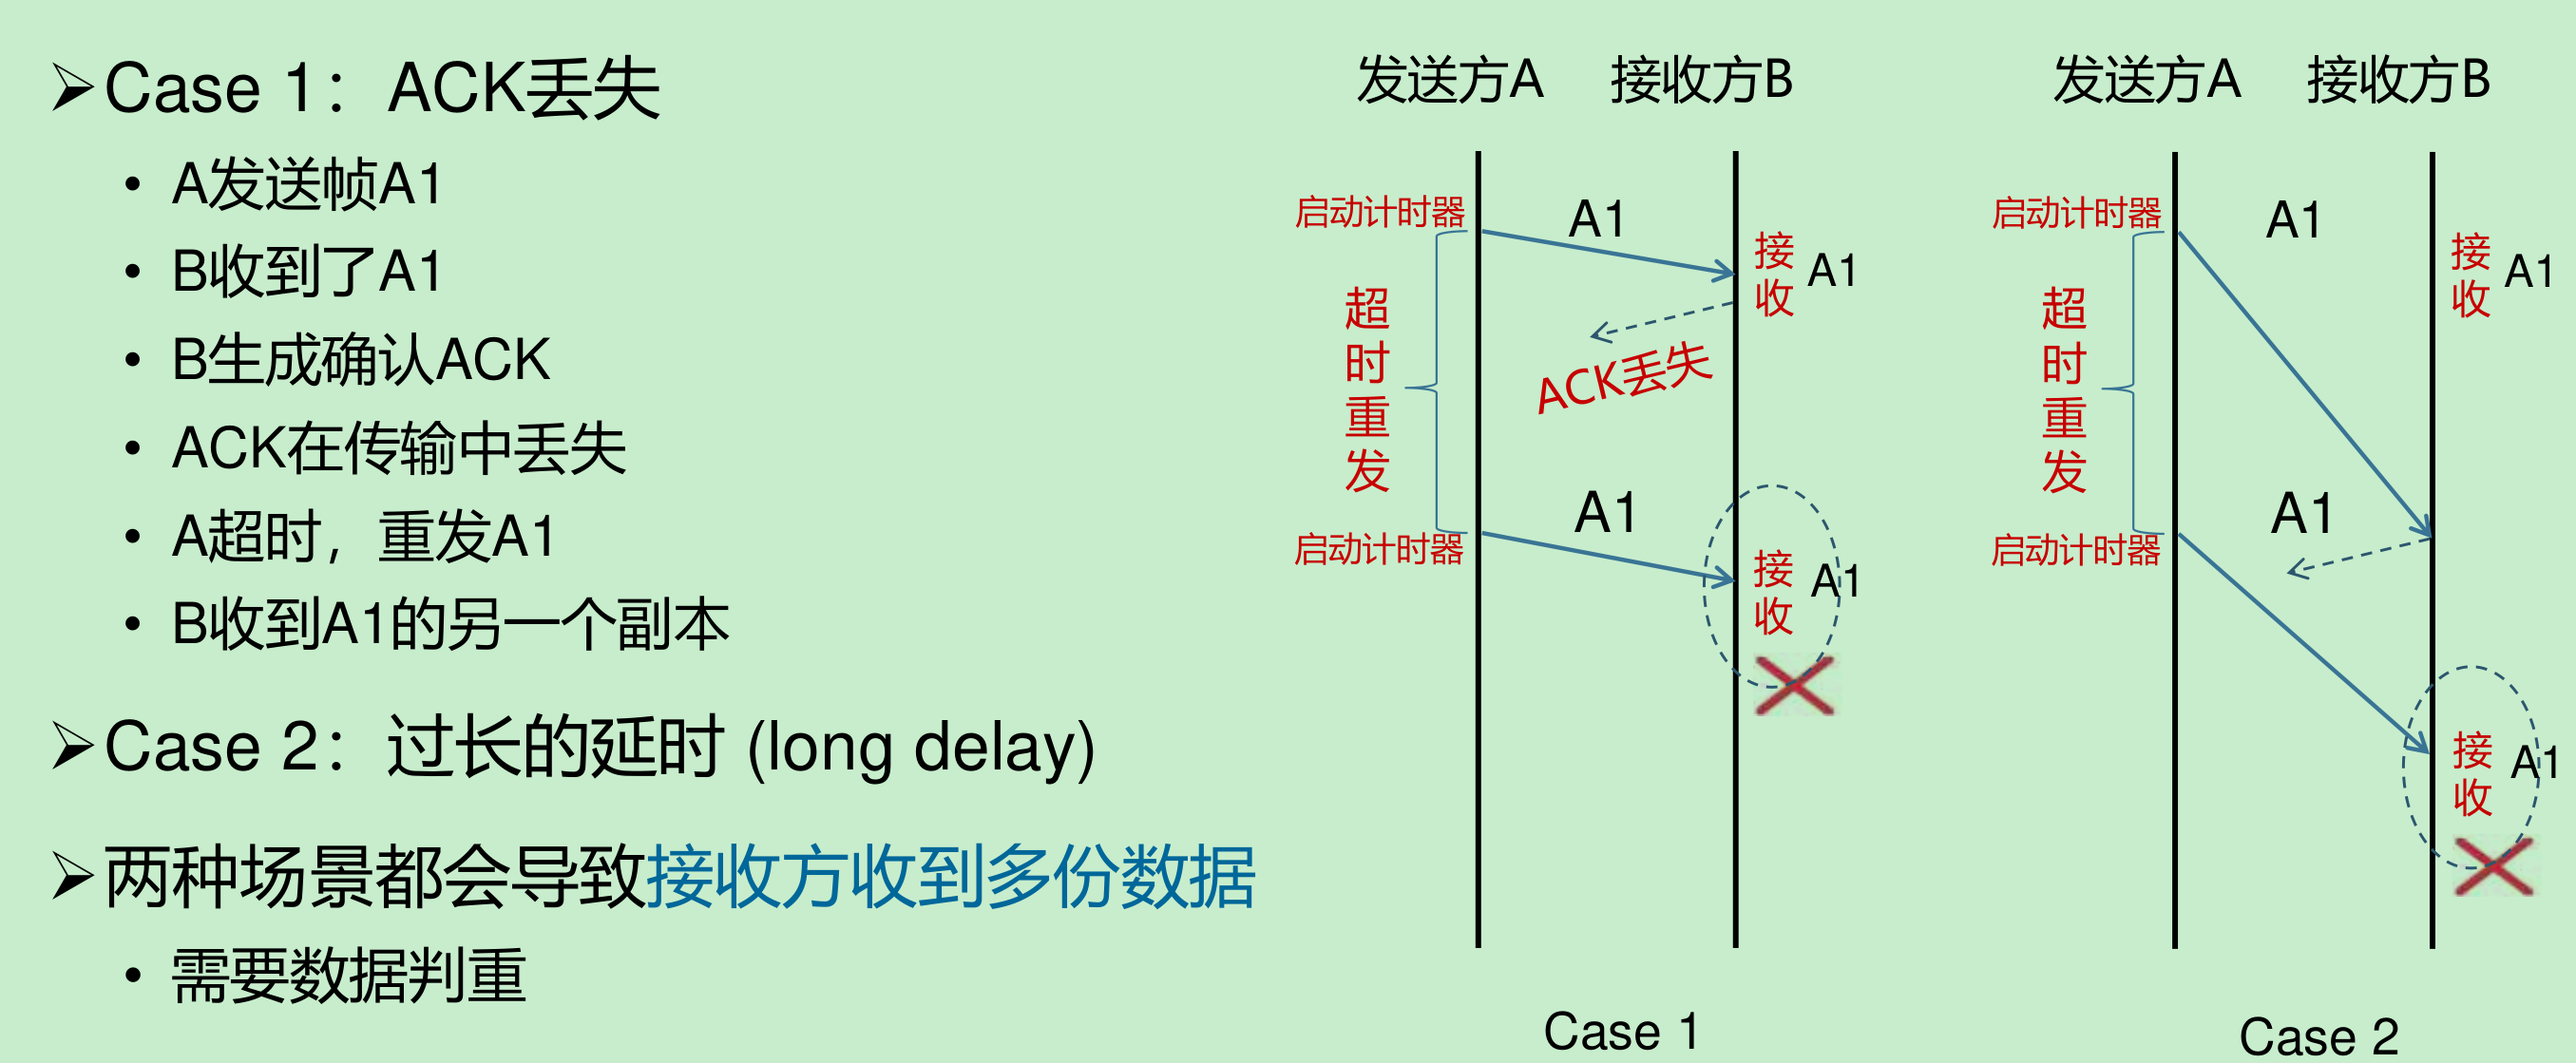 Case 1：ACK丢失
• A发送帧A1
• B收到了A1
• B生成确认ACK
• ACK在传输中丢失
• A超时，重发A1
• B收到A1的另一个副本
Case 2：过长的延时 (long delay)
两种场景都会导致接收方收到多份数据
• 需要数据判重
发送方A 接收方B
启动计时器
A1
接收 A1
超时重发
ACK丢失
A1
启动计时器
接收 A1
Case 1
发送方A 接收方B
启动计时器
A1
接收 A1
超时重发
A1
启动计时器
接收 A1
Case 2